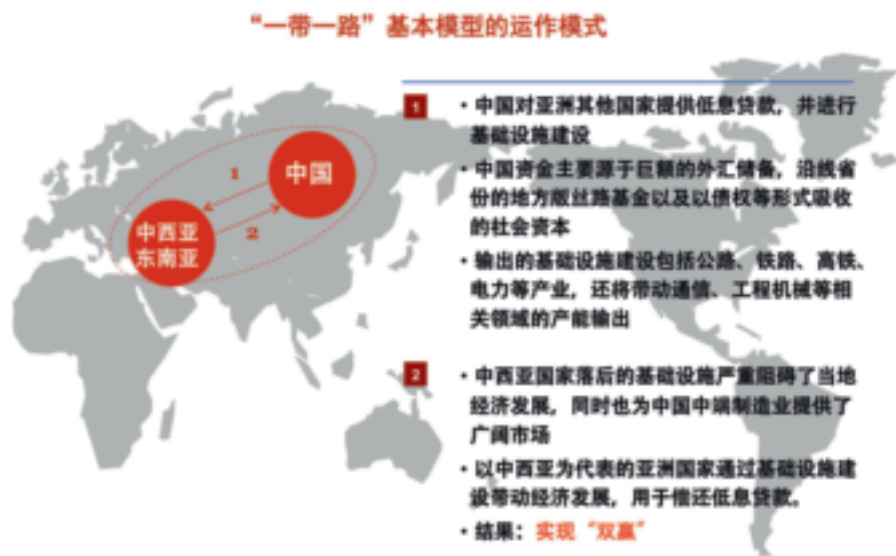 “一带一路”基本模型的运作模式
1
• 中国对亚洲其他国家提供低息贷款，并进行
基础设施建设
• 中国资金主要源于巨额的外汇储备，沿线省
份的地方版丝路基金以及以债权等形式吸收
的社会资本
• 输出的基础设施建设包括公路、铁路、高铁、
电力等产业，还将带动通信、工程机械等相
关领域的产能输出
2
• 中西亚国家落后的基础设施严重阻碍了当地
经济发展，同时也为中国中端制造业提供了
广阔市场
• 以中西亚为代表的亚洲国家通过基础设施建
设带动经济发展，用于偿还低息贷款。
• 结果：实现“双赢”
中国
1
2
中西亚
东南亚